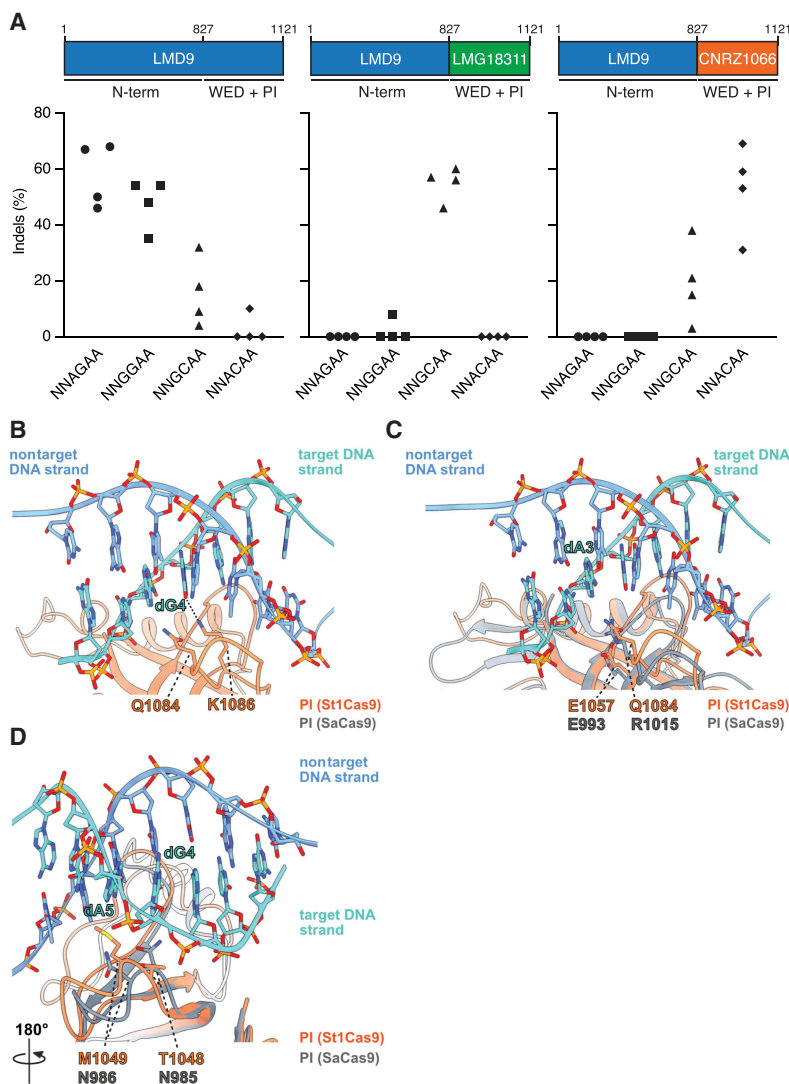 A
1 827 1121
LMD9
N-term WED + PI
1 827 1121
LMD9 LMG18311
N-term WED + PI
1 827 1121
LMD9 CNRZ1066
N-term WED + PI
Indels (%)
80
60
40
20
0
NNAGAA NNGGAA NNGCAA NNACAA
NNAGAA NNGGAA NNGCAA NNACAA
NNAGAA NNGGAA NNGCAA NNACAA
B
nontarget
DNA strand
target DNA
strand
dG4
Q1084 K1086
PI (St1Cas9)
PI (SaCas9)
C
nontarget
DNA strand
target DNA
strand
dA3
E1057 Q1084
E993 R1015
PI (St1Cas9)
PI (SaCas9)
D
nontarget
DNA strand
dG4
dA5
target DNA
strand
180°
M1049 T1048
N986 N985
PI (St1Cas9)
PI (SaCas9)